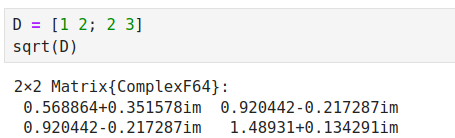 D = [1 2; 2 3]
sqrt(D)
2×2 Matrix{ComplexF64}:
0.568864+0.351578im 0.920442-0.217287im
0.920442-0.217287im 1.48931+0.134291im